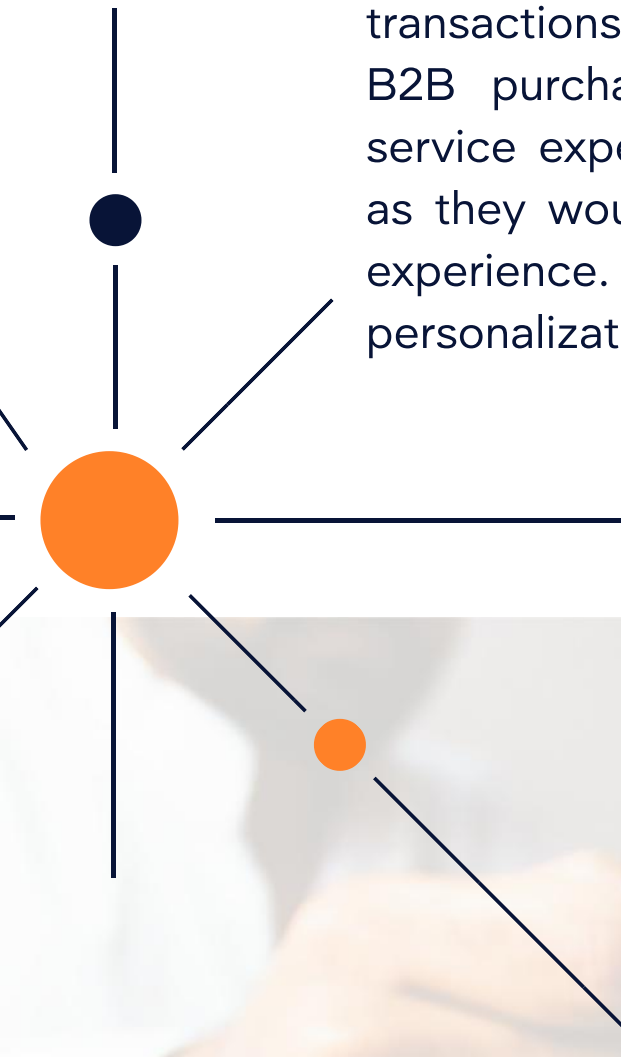 transactions
B2B purcha
service expe
as they wou
experience.
personalizat